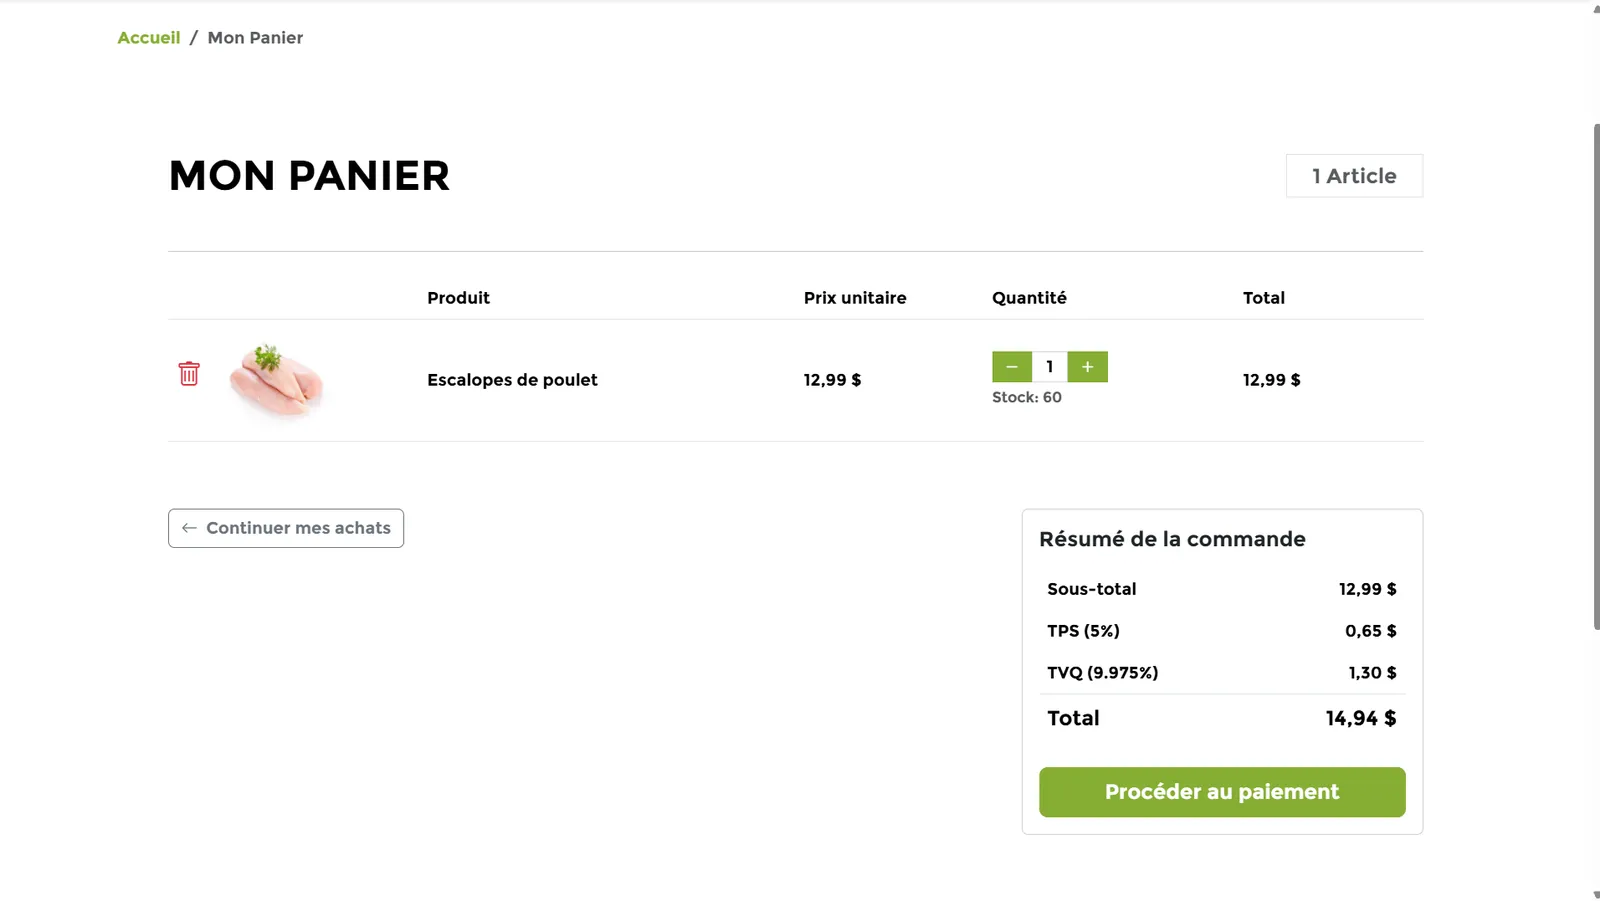 Accueil / Mon Panier
MON PANIER
1 Article
Produit Prix unitaire Quantité Total
Escalopes de poulet 12,99 $ − 1 + 12,99 $
Stock: 60
← Continuer mes achats
Résumé de la commande
Sous-total 12,99 $
TPS (5%) 0,65 $
TVQ (9.975%) 1,30 $
Total 14,94 $
Procéder au paiement